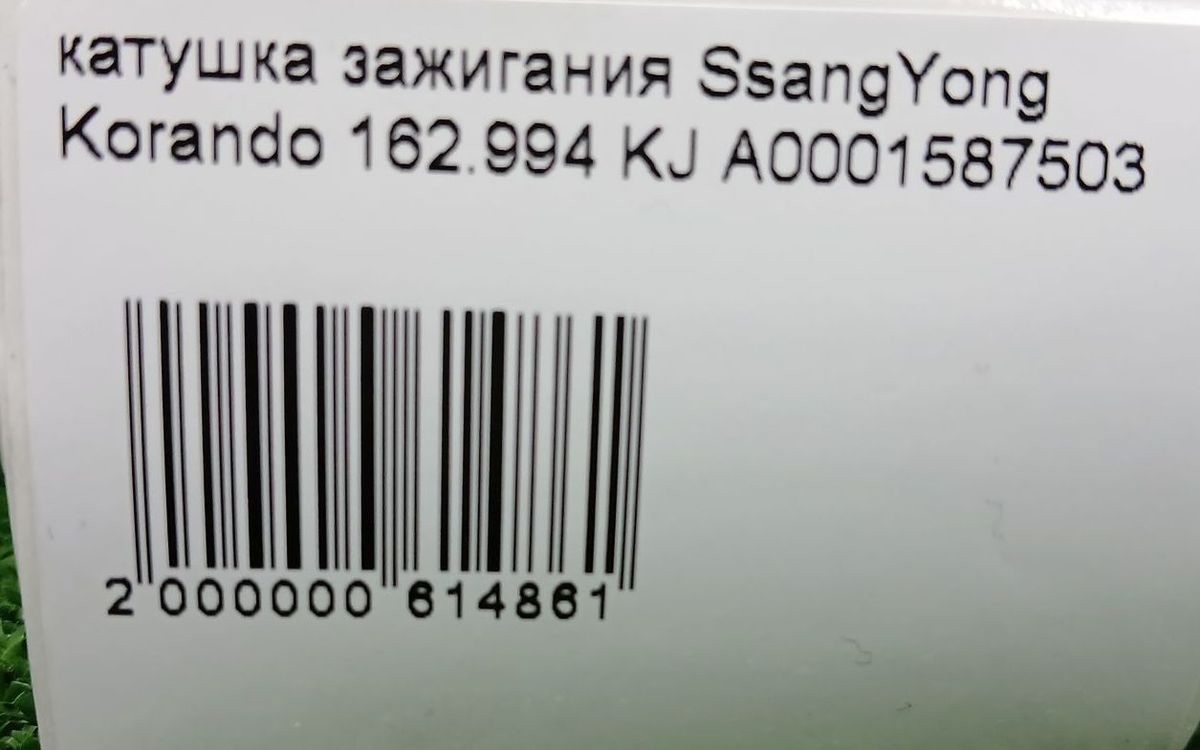 катушка зажигания SsangYong
Korando 162.994 KJ A0001587503
2 000000 614861